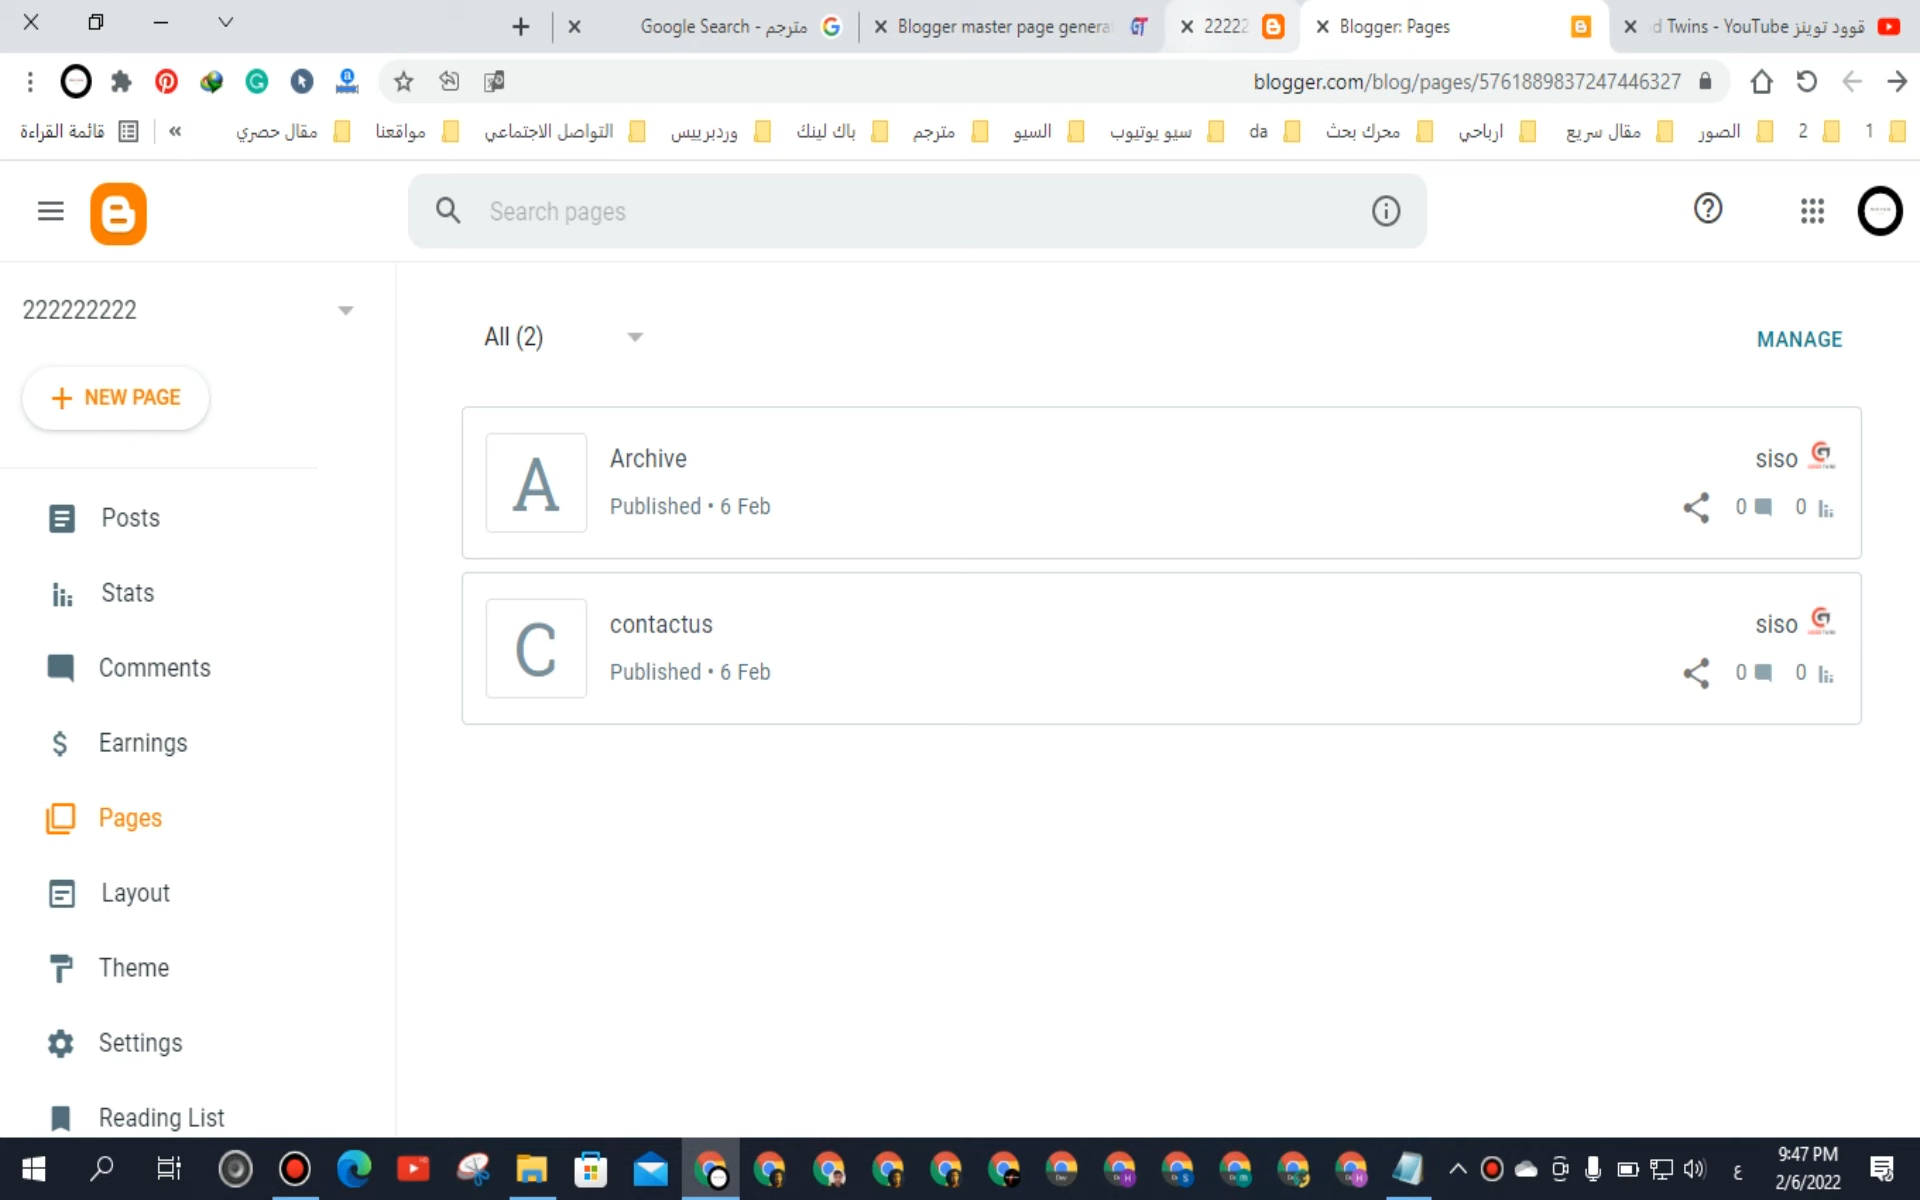 مترجم - Google Search
Blogger master page genera
22222
Blogger: Pages
d Twins - YouTube قوود توينز
blogger.com/blog/pages/5761889837247446327
1
2
الصور
مقال سريع
ارباحي
محرك بحث
da
سيو يوتيوب
السيو
مترجم
باك لينك
وردبرييس
التواصل الاجتماعي
مواقعنا
مقال حصري
»
قائمة القراءة
Search pages
222222222
All (2)
MANAGE
+ NEW PAGE
A
Archive
siso
Published • 6 Feb
0 0
C
contactus
siso
Published • 6 Feb
0 0
Posts
Stats
Comments
Earnings
Pages
Layout
Theme
Settings
Reading List
ع
9:47 PM
2/6/2022